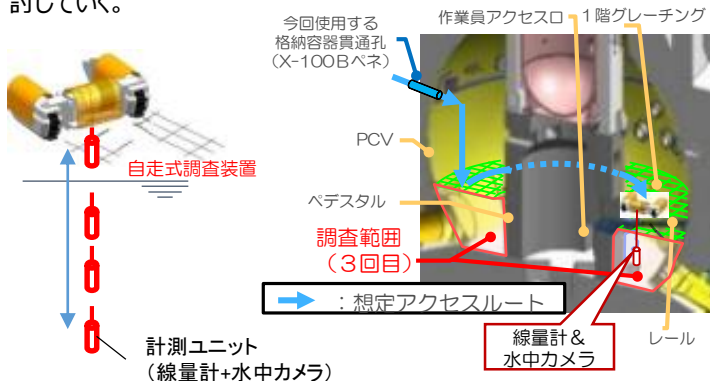 討していく。
今回使用する
格納容器貫通孔
（X-100Bペネ）
作業員アクセス口
１階グレーチング
PCV
自走式調査装置
ペデスタル
調査範囲
（３回目）
：想定アクセスルート
線量計＆
水中カメラ
レール
計測ユニット
（線量計+水中カメラ）